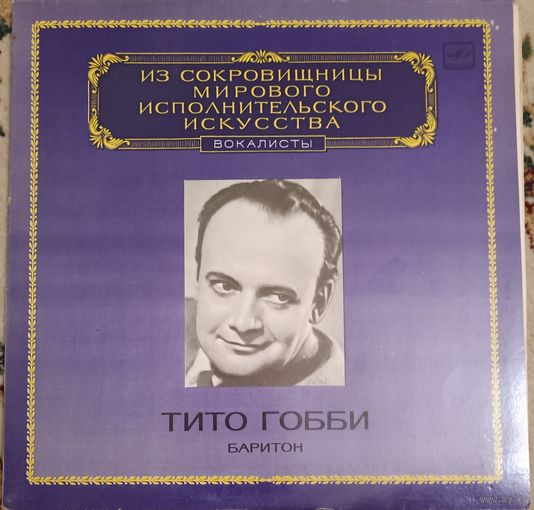 ИЗ СОКРОВИЩНИЦЫ
МИРОВОГО
ИСПОЛНИТЕЛЬСКОГО
ИСКУССТВА
ВОКАЛИСТЫ
ТИТО ГОББИ
БАРИТОН